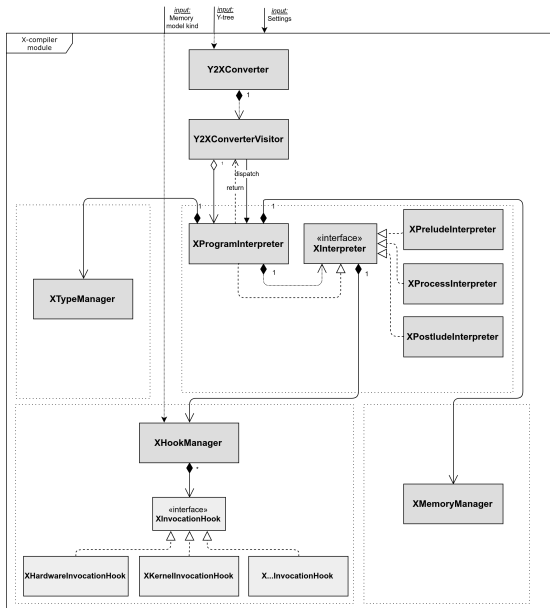 input:
Memory
model kind
input:
Y-tree
input:
Settings
X-compiler
module
Y2XConverter
1
Y2XConverterVisitor
1
dispatch
return
1
1
XProgramInterpreter
«interface»
XInterpreter
XPreludeInterpreter
1
1
XProcessInterpreter
XTypeManager
XPostludeInterpreter
XHookManager
*
XMemoryManager
«interface»
XInvocationHook
XHardwareInvocationHook
XKernelInvocationHook
X...InvocationHook